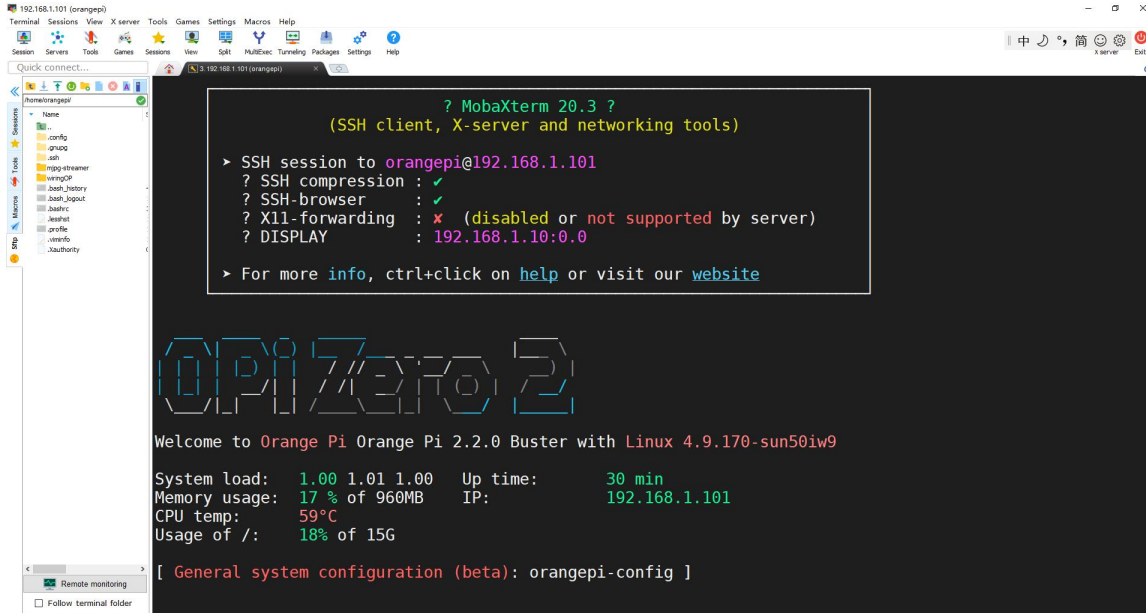 192.168.1.101 (orangepi)
Terminal Sessions View X server Tools Games Settings Macros Help
Session Servers Tools Games Sessions View Split MultiExec Tunneling Packages Settings Help
中 简
X server Exit
Quick connect...
3. 192.168.1.101 (orangepi)
/home/orangepi/
Name
..
.config
.gnupg
.ssh
mjpg-streamer
wiringOP
.bash_history
.bash_logout
.bashrc
.lesshst
.profile
.viminfo
.Xauthority
Sessions
Tools
Macros
Sftp
Remote monitoring
Follow terminal folder
? MobaXterm 20.3 ?
(SSH client, X-server and networking tools)
➤ SSH session to orangepi@192.168.1.101
? SSH compression : ✔
? SSH-browser : ✔
? X11-forwarding : ✘ (disabled or not supported by server)
? DISPLAY : 192.168.1.10:0.0
➤ For more info, ctrl+click on help or visit our website
OPi Zero 2
Welcome to Orange Pi Orange Pi 2.2.0 Buster with Linux 4.9.170-sun50iw9
System load: 1.00 1.01 1.00 Up time: 30 min
Memory usage: 17 % of 960MB IP: 192.168.1.101
CPU temp: 59°C
Usage of /: 18% of 15G
[ General system configuration (beta): orangepi-config ]